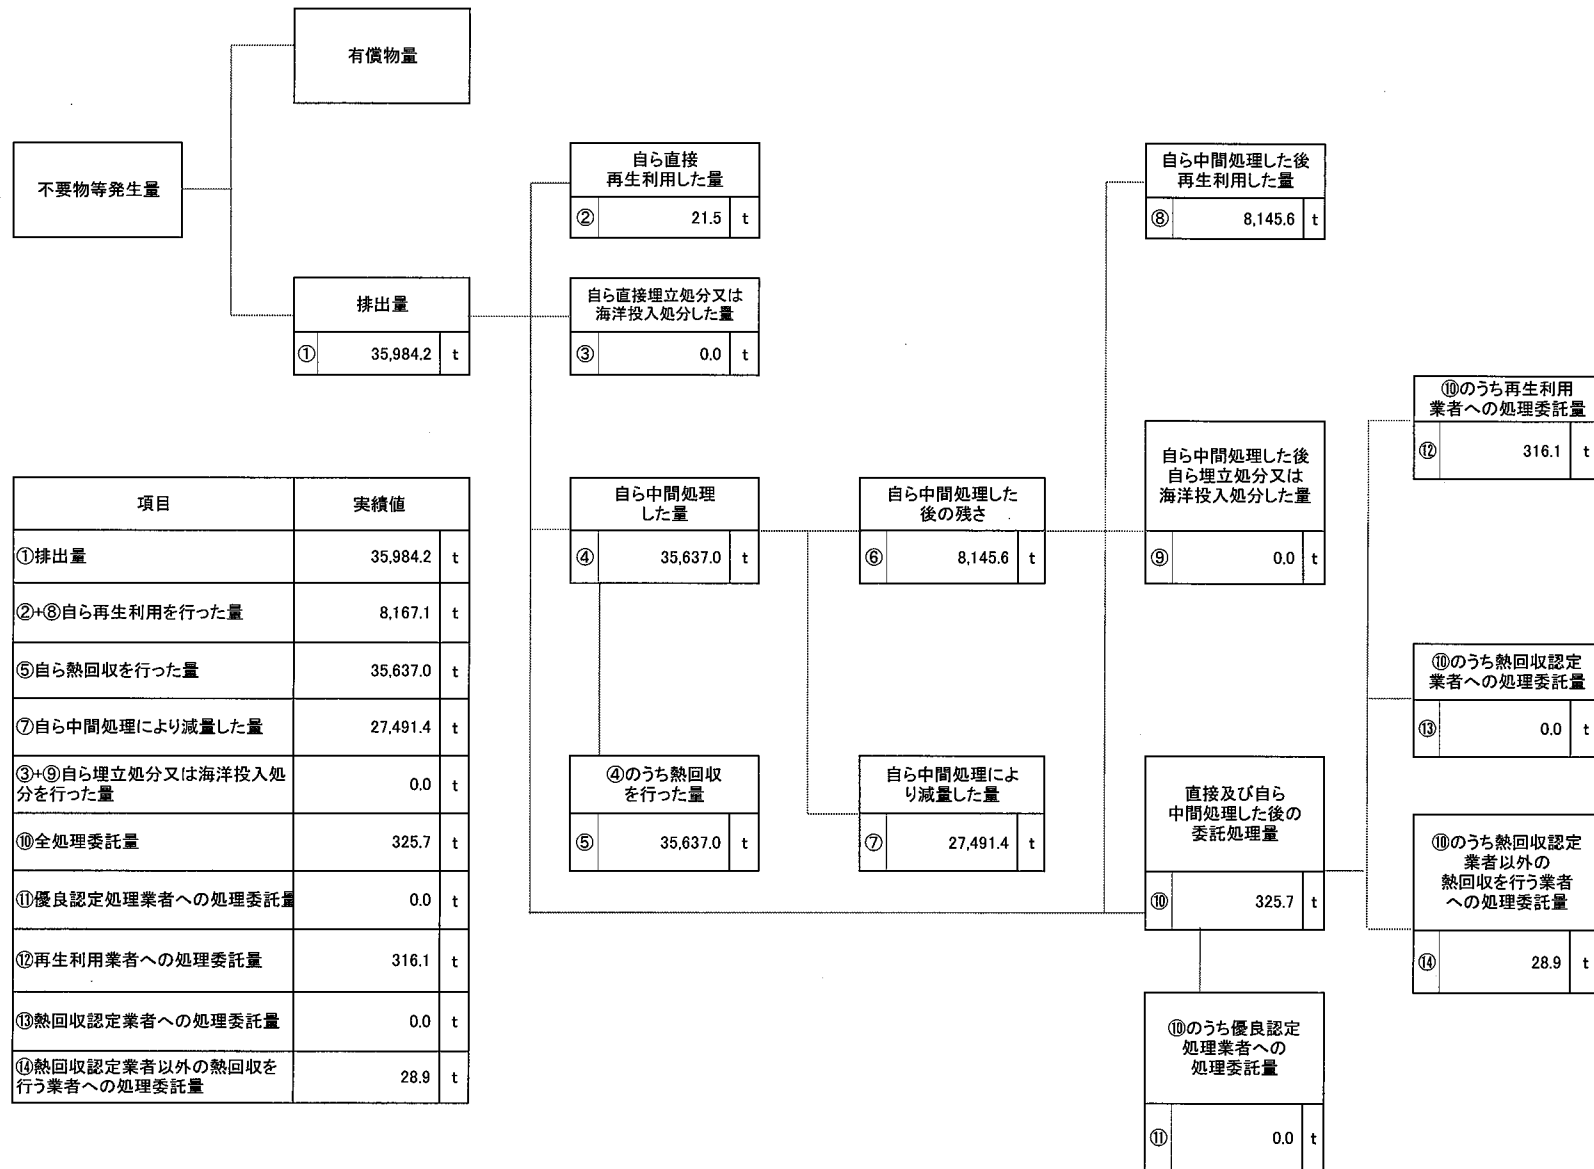 有償物量
不要物等発生量
排出量
① 35,984.2 t
自ら直接
再生利用した量
② 21.5 t
自ら直接埋立処分又は
海洋投入処分した量
③ 0.0 t
自ら中間処理
した量
④ 35,637.0 t
④のうち熱回収
を行った量
⑤ 35,637.0 t
自ら中間処理した
後の残さ
⑥ 8,145.6 t
自ら中間処理によ
り減量した量
⑦ 27,491.4 t
自ら中間処理した後
再生利用した量
⑧ 8,145.6 t
自ら中間処理した後
自ら埋立処分又は
海洋投入処分した量
⑨ 0.0 t
直接及び自ら
中間処理した後の
委託処理量
⑩ 325.7 t
⑩のうち優良認定
処理業者への
処理委託量
⑪ 0.0 t
⑩のうち再生利用
業者への処理委託量
⑫ 316.1 t
⑩のうち熱回収認定
業者への処理委託量
⑬ 0.0 t
⑩のうち熱回収認定
業者以外の
熱回収を行う業者
への処理委託量
⑭ 28.9 t
項目 実績値
①排出量 35,984.2 t
②+⑧自ら再生利用を行った量 8,167.1 t
⑤自ら熱回収を行った量 35,637.0 t
⑦自ら中間処理により減量した量 27,491.4 t
③+⑨自ら埋立処分又は海洋投入処
分を行った量 0.0 t
⑩全処理委託量 325.7 t
⑪優良認定処理業者への処理委託量 0.0 t
⑫再生利用業者への処理委託量 316.1 t
⑬熱回収認定業者への処理委託量 0.0 t
⑭熱回収認定業者以外の熱回収を
行う業者への処理委託量 28.9 t